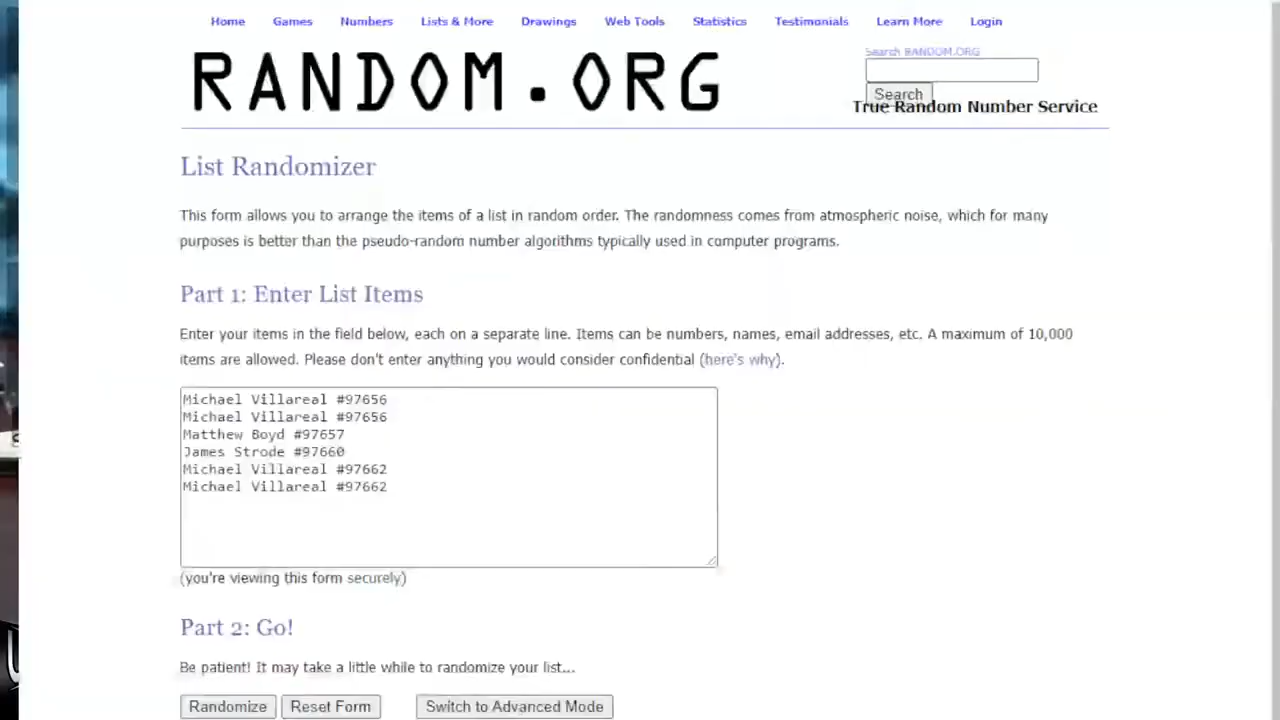 Home Games Numbers Lists & More Drawings Web Tools Statistics Testimonials Learn More Login
Search RANDOM.ORG
RANDOM.ORG
Search
True Random Number Service
List Randomizer
This form allows you to arrange the items of a list in random order. The randomness comes from atmospheric noise, which for many
purposes is better than the pseudo-random number algorithms typically used in computer programs.
Part 1: Enter List Items
Enter your items in the field below, each on a separate line. Items can be numbers, names, email addresses, etc. A maximum of 10,000
items are allowed. Please don't enter anything you would consider confidential (here's why).
Michael Villareal #97656
Michael Villareal #97656
Matthew Boyd #97657
James Strode #97660
Michael Villareal #97662
Michael Villareal #97662
(you're viewing this form securely)
Part 2: Go!
Be patient! It may take a little while to randomize your list...
Randomize Reset Form Switch to Advanced Mode